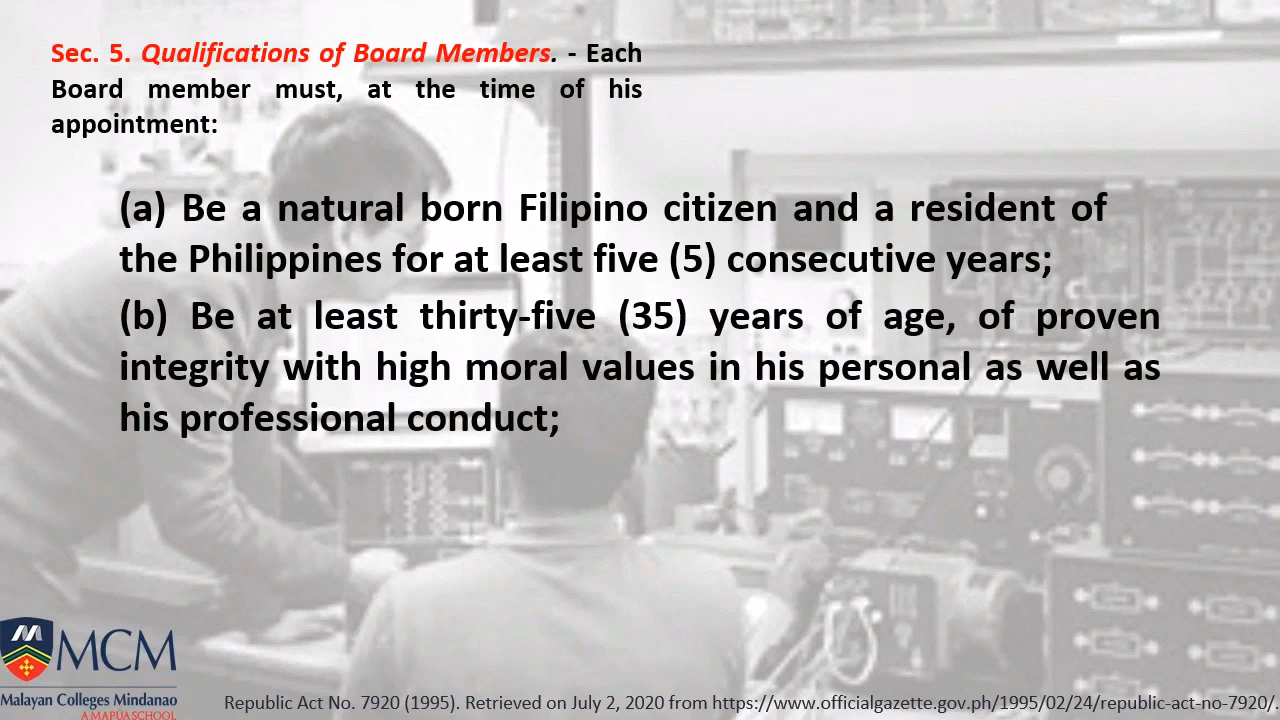 Sec. 5. Qualifications of Board Members. - Each
Board member must, at the time of his
appointment:
(a) Be a natural born Filipino citizen and a resident of
the Philippines for at least five (5) consecutive years;
(b) Be at least thirty-five (35) years of age, of proven
integrity with high moral values in his personal as well as
his professional conduct;
MCM
Malayan Colleges Mindanao
A MAPÚA SCHOOL
Republic Act No. 7920 (1995). Retrieved on July 2, 2020 from https://www.officialgazette.gov.ph/1995/02/24/republic-act-no-7920/.